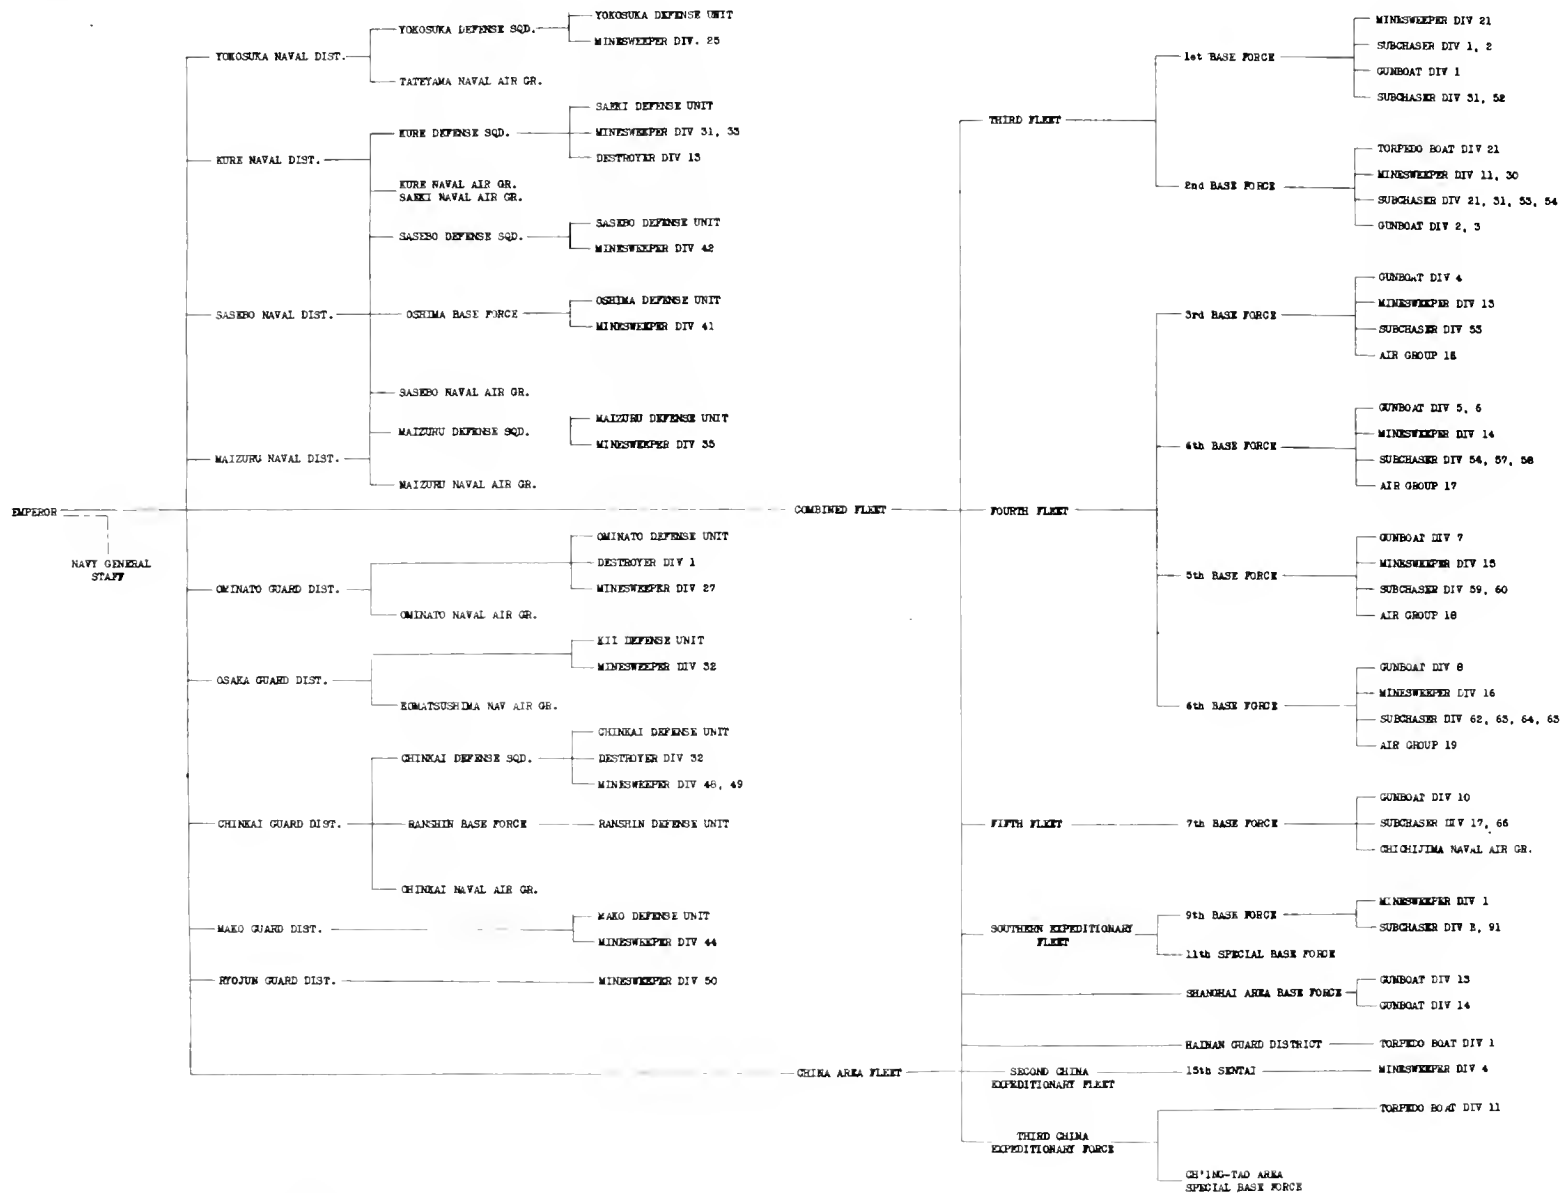 EMPEROR
NAVY GENERAL
STAFF
YOKOSUKA NAVAL DIST.
YOKOSUKA DEFENSE SQD.
YOKOSUKA DEFENSE UNIT
MINESWEEPER DIV. 25
TATEYAMA NAVAL AIR GR.
KURE NAVAL DIST.
KURE DEFENSE SQD.
SAEKI DEFENSE UNIT
MINESWEEPER DIV 31, 33
DESTROYER DIV 13
KURE NAVAL AIR GR.
SAEKI NAVAL AIR GR.
SASEBO NAVAL DIST.
SASEBO DEFENSE SQD.
SASEBO DEFENSE UNIT
MINESWEEPER DIV 42
OSHIMA BASE FORCE
OSHIMA DEFENSE UNIT
MINESWEEPER DIV 41
SASEBO NAVAL AIR GR.
MAIZURU NAVAL DIST.
MAIZURU DEFENSE SQD.
MAIZURU DEFENSE UNIT
MINESWEEPER DIV 35
MAIZURU NAVAL AIR GR.
OMINATO GUARD DIST.
OMINATO DEFENSE UNIT
DESTROYER DIV 1
MINESWEEPER DIV 27
OMINATO NAVAL AIR GR.
OSAKA GUARD DIST.
KII DEFENSE UNIT
MINESWEEPER DIV 32
KOMATSUSHIMA NAV AIR GR.
CHINKAI GUARD DIST.
CHINKAI DEFENSE SQD.
CHINKAI DEFENSE UNIT
DESTROYER DIV 32
MINESWEEPER DIV 48, 49
RANSHIN BASE FORCE
RANSHIN DEFENSE UNIT
CHINKAI NAVAL AIR GR.
MAKO GUARD DIST.
MAKO DEFENSE UNIT
MINESWEEPER DIV 44
RYOJUN GUARD DIST.
MINESWEEPER DIV 50
COMBINED FLEET
THIRD FLEET
1st BASE FORCE
MINESWEEPER DIV 21
SUBCHASER DIV 1, 2
GUNBOAT DIV 1
SUBCHASER DIV 51, 52
2nd BASE FORCE
TORPEDO BOAT DIV 21
MINESWEEPER DIV 11, 30
SUBCHASER DIV 21, 31, 53, 54
GUNBOAT DIV 2, 3
FOURTH FLEET
3rd BASE FORCE
GUNBOAT DIV 4
MINESWEEPER DIV 13
SUBCHASER DIV 53
AIR GROUP 16
4th BASE FORCE
GUNBOAT DIV 5, 6
MINESWEEPER DIV 14
SUBCHASER DIV 54, 57, 58
AIR GROUP 17
5th BASE FORCE
GUNBOAT DIV 7
MINESWEEPER DIV 15
SUBCHASER DIV 59, 60
AIR GROUP 18
6th BASE FORCE
GUNBOAT DIV 8
MINESWEEPER DIV 16
SUBCHASER DIV 62, 63, 64, 65
AIR GROUP 19
FIFTH FLEET
7th BASE FORCE
GUNBOAT DIV 10
SUBCHASER DIV 17, 66
CHICHIJIMA NAVAL AIR GR.
SOUTHERN EXPEDITIONARY
FLEET
9th BASE FORCE
MINESWEEPER DIV 1
SUBCHASER DIV B, 91
11th SPECIAL BASE FORCE
CHINA AREA FLEET
SHANGHAI AREA BASE FORCE
GUNBOAT DIV 13
GUNBOAT DIV 14
HAINAN GUARD DISTRICT
TORPEDO BOAT DIV 1
SECOND CHINA
EXPEDITIONARY FLEET
15th SENTAI
MINESWEEPER DIV 4
THIRD CHINA
EXPEDITIONARY FORCE
TORPEDO BOAT DIV 11
CH'ING-TAO AREA
SPECIAL BASE FORCE